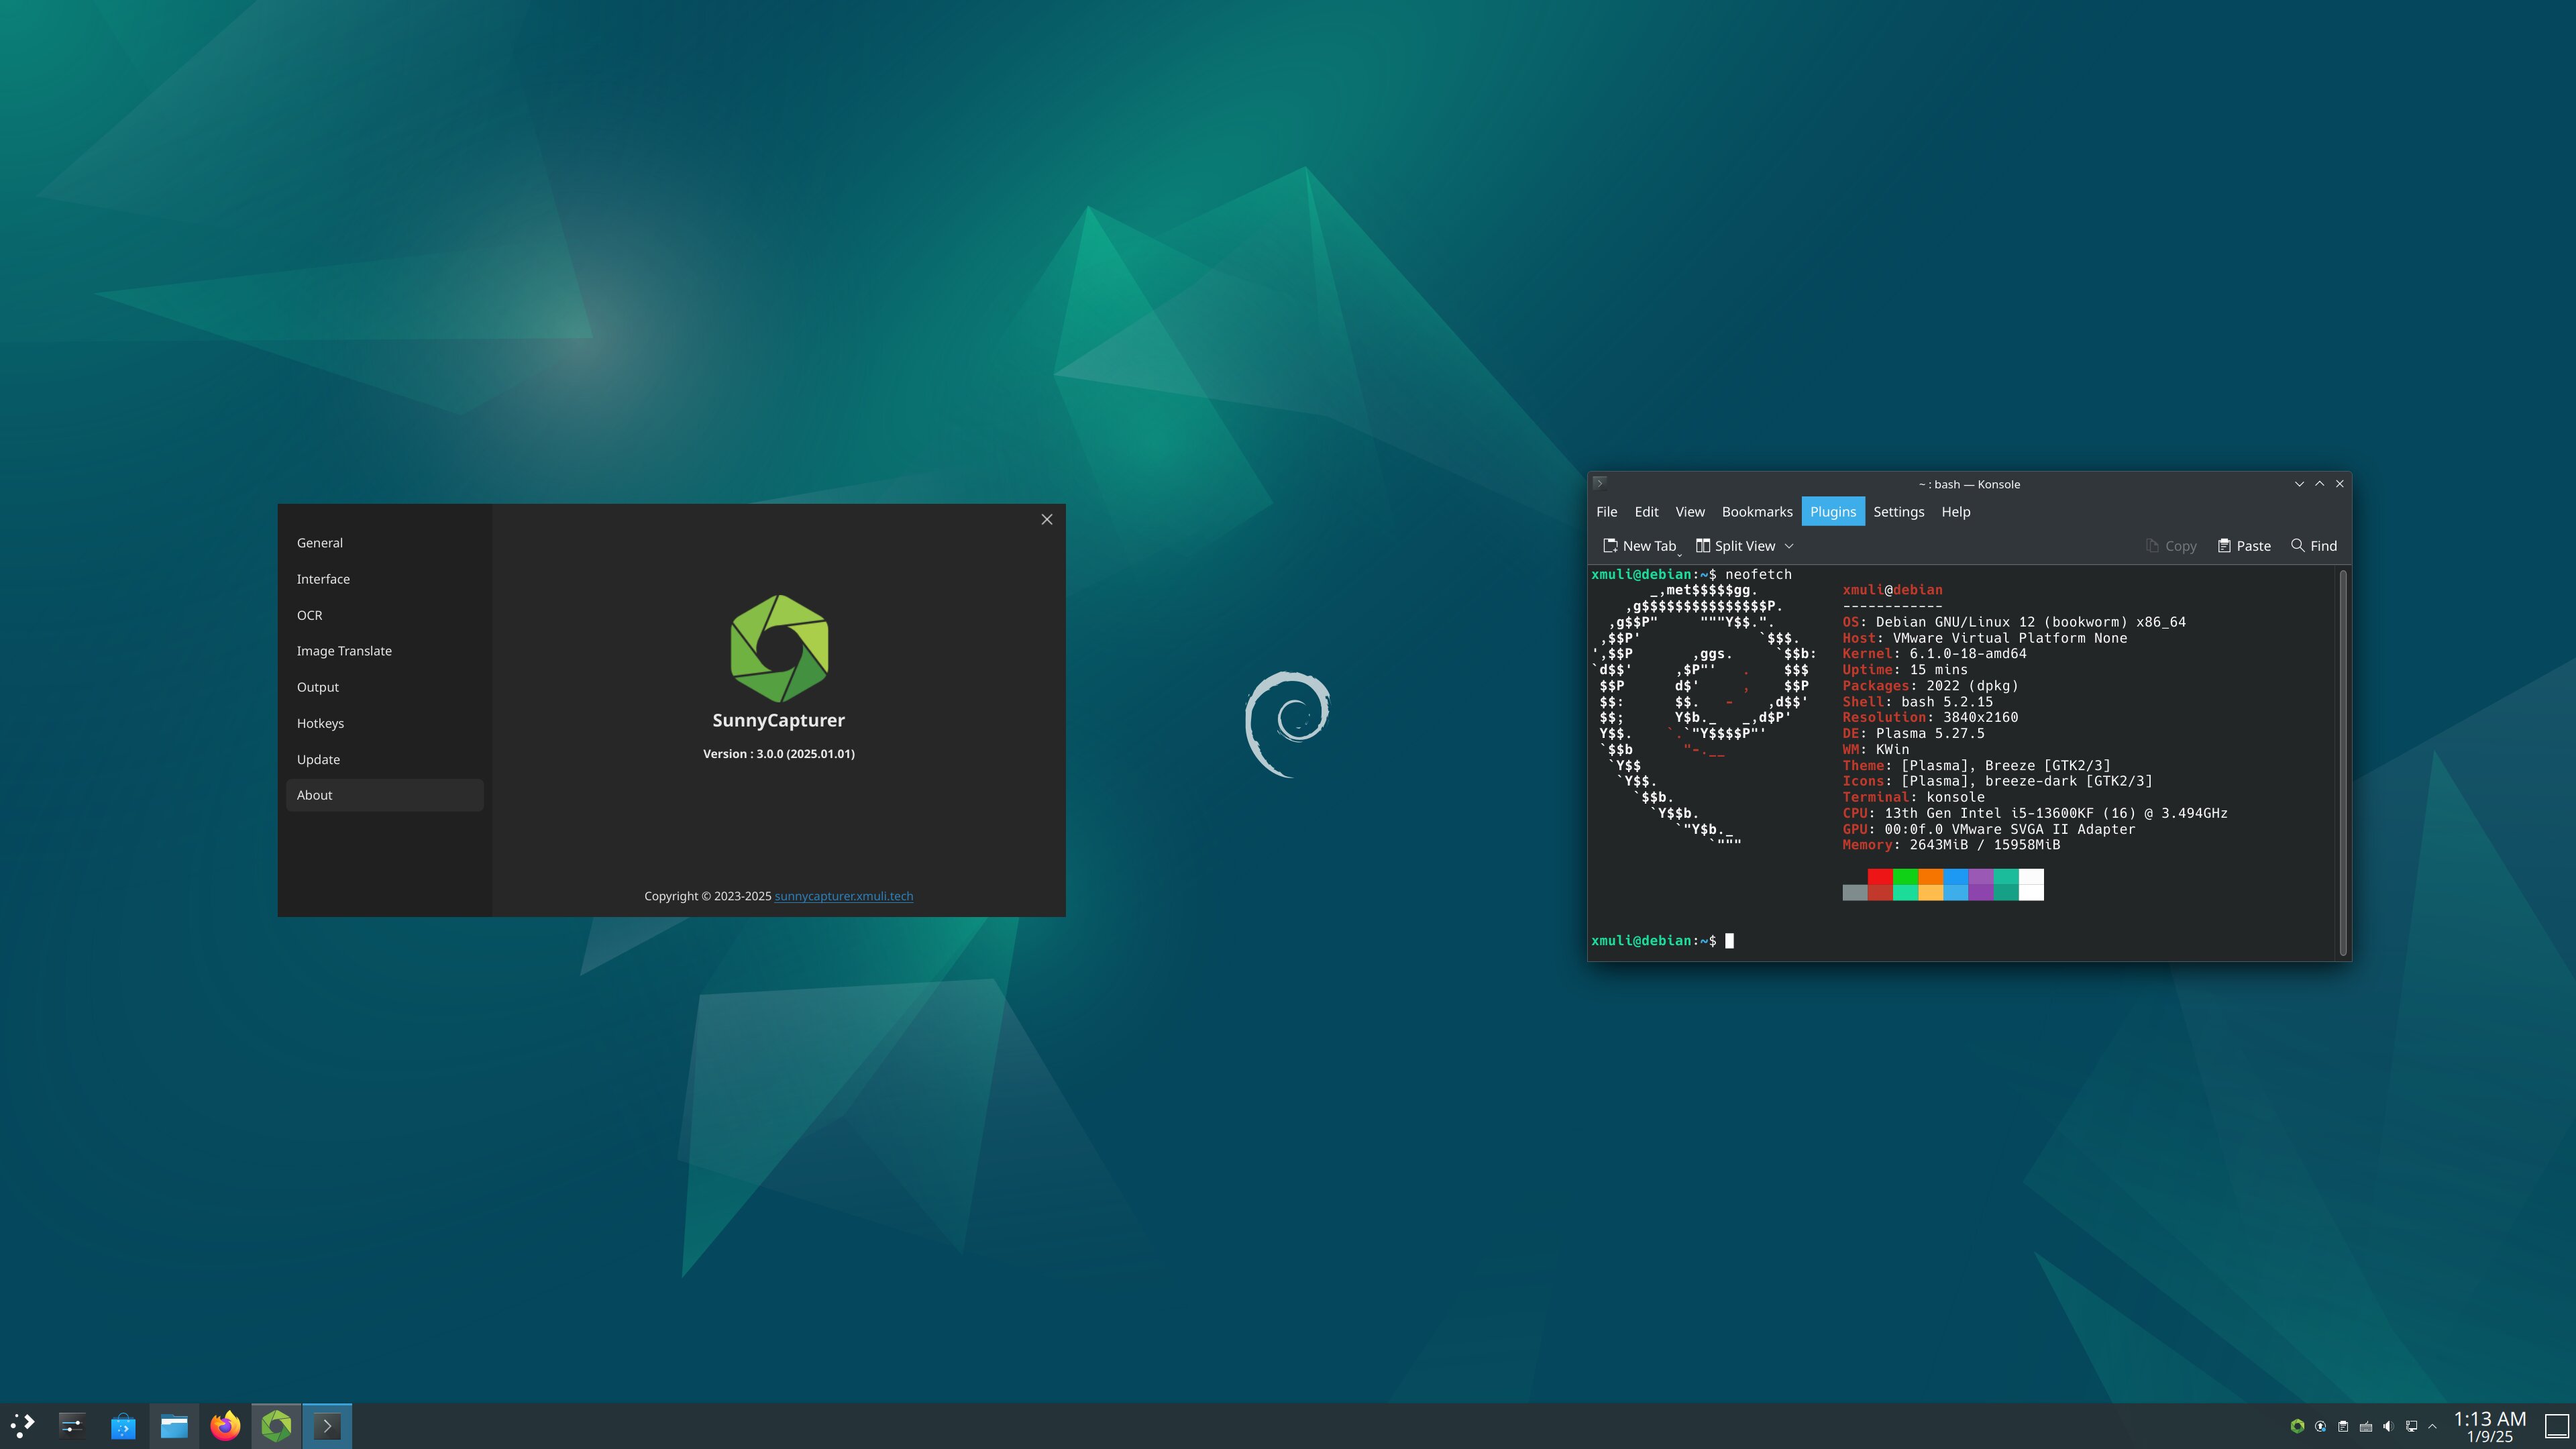 General
Interface
OCR
Image Translate
Output
Hotkeys
Update
About
SunnyCapturer
Version : 3.0.0 (2025.01.01)
Copyright © 2023-2025 sunnycapturer.xmuli.tech
~ : bash — Konsole
File Edit View Bookmarks Plugins Settings Help
New Tab Split View Copy Paste Find
xmuli@debian:~$ neofetch
_,met$$$$$gg. xmuli@debian
,g$$$$$$$$$$$$$$$P. ------------
,g$$P" """Y$$.". OS: Debian GNU/Linux 12 (bookworm) x86_64
,$$P' `$$$. Host: VMware Virtual Platform None
',$$P ,ggs. `$$b: Kernel: 6.1.0-18-amd64
`d$$' ,$P"' . $$$ Uptime: 15 mins
$$P d$' , $$P Packages: 2022 (dpkg)
$$: $$. - ,d$$' Shell: bash 5.2.15
$$; Y$b._ _,d$P' Resolution: 3840x2160
Y$$. `.`"Y$$$$P"' DE: Plasma 5.27.5
`$$b "-.__ WM: KWin
`Y$$ Theme: [Plasma], Breeze [GTK2/3]
`Y$$. Icons: [Plasma], breeze-dark [GTK2/3]
`$$b. Terminal: konsole
`Y$$b. CPU: 13th Gen Intel i5-13600KF (16) @ 3.494GHz
`"Y$b._ GPU: 00:0f.0 VMware SVGA II Adapter
`""" Memory: 2643MiB / 15958MiB
xmuli@debian:~$
1:13 AM
1/9/25